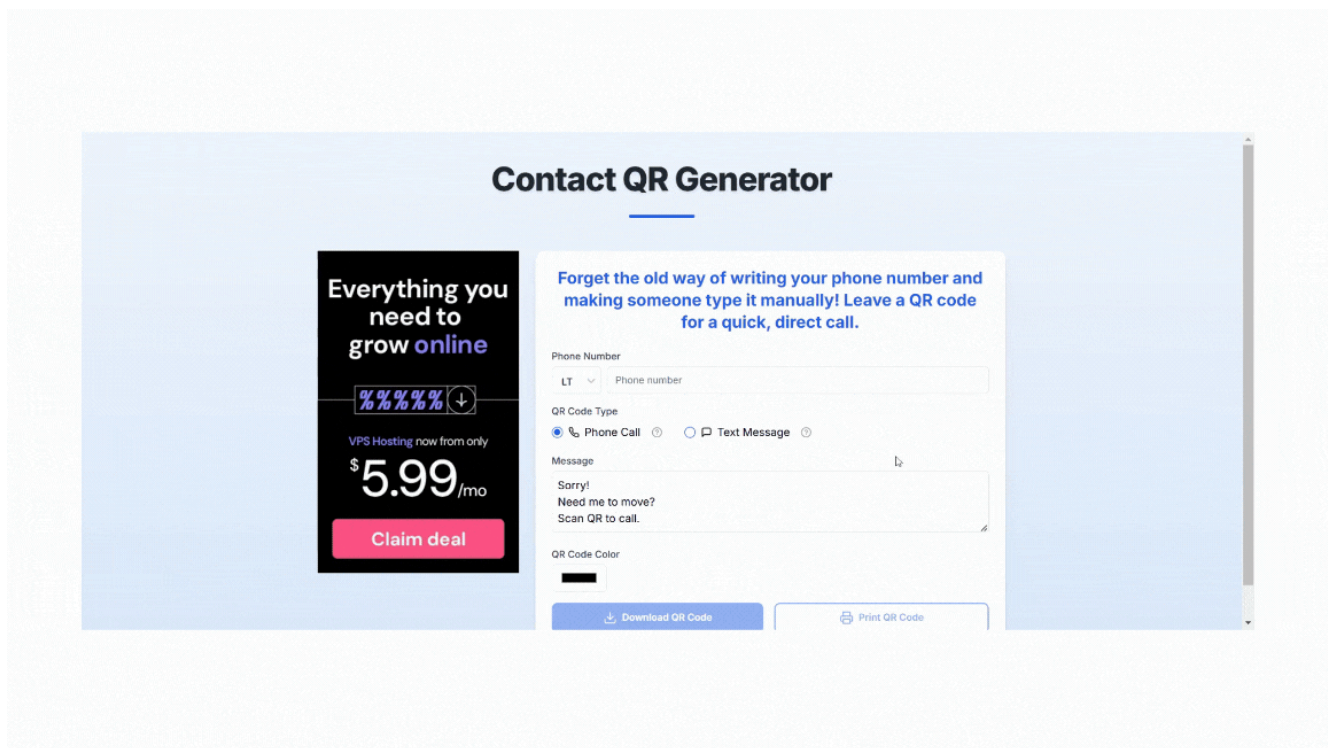 Contact QR Generator
Everything you
need to
grow online
%%%%%
VPS Hosting now from only
$5.99/mo
Claim deal
Forget the old way of writing your phone number and
making someone type it manually! Leave a QR code
for a quick, direct call.
Phone Number
LT
Phone number
QR Code Type
Phone Call
Text Message
Message
Sorry!
Need me to move?
Scan QR to call.
QR Code Color
Download QR Code
Print QR Code